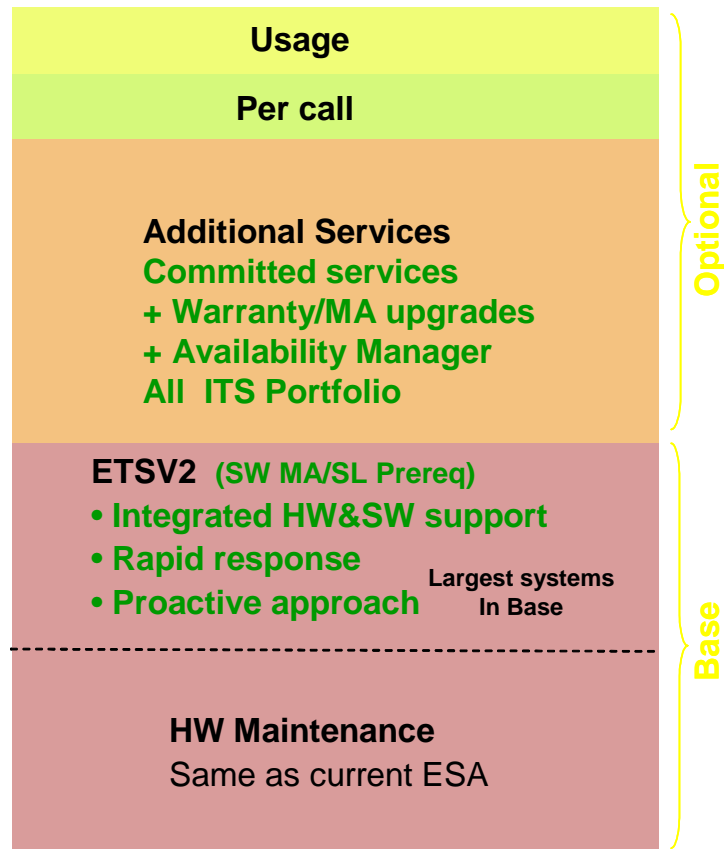 Usage
Per call
Additional Services
Committed services
+ Warranty/MA upgrades
+ Availability Manager
All ITS Portfolio
Optional
ETSV2 (SW MA/SL Prereq)
• Integrated HW&SW support
• Rapid response
• Proactive approach
Largest systems
In Base
Base
HW Maintenance
Same as current ESA